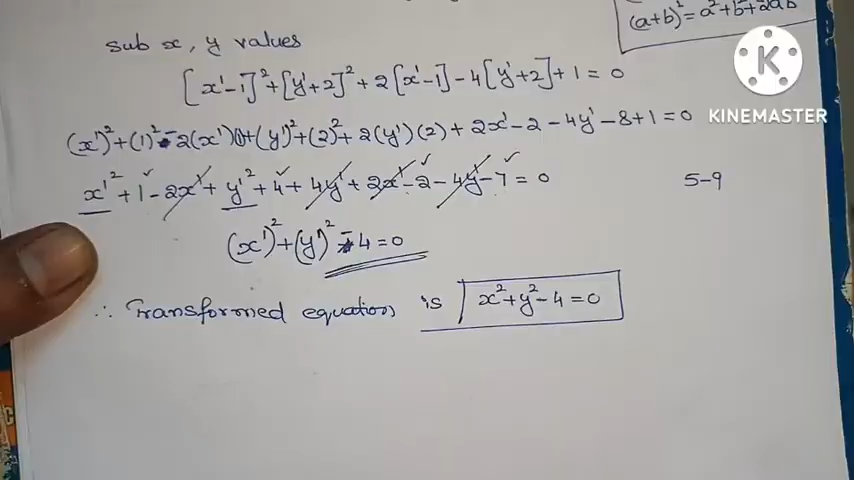 (a+b)² = a²+b²+2ab
sub x, y values
[x'-1]² + [y'+2]² + 2[x'-1] - 4[y'+2] + 1 = 0
(x')² + (1)² - 2(x')(1) + (y')² + (2)² + 2(y')(2) + 2x' - 2 - 4y' - 8 + 1 = 0
x'² + 1 - 2x' + y'² + 4 + 4y' + 2x' - 2 - 4y' - 7 = 0
5-9
(x')² + (y')² - 4 = 0
∴ Transformed equation is x² + y² - 4 = 0
K
KINEMASTER